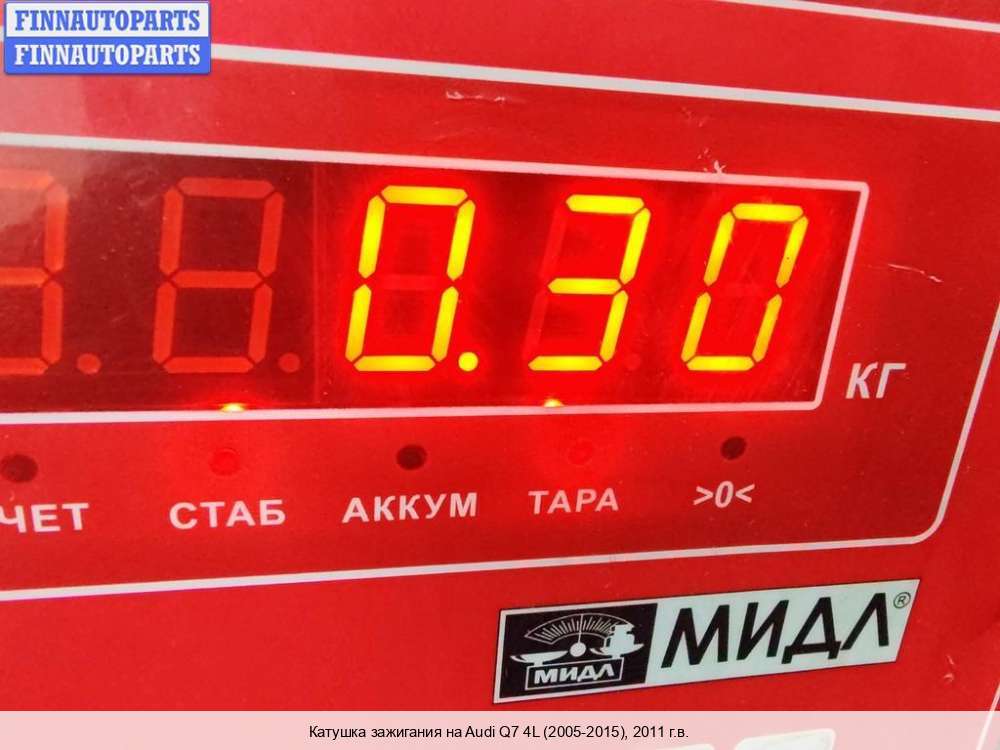 FINNAUTOPARTS
FINNAUTOPARTS
0.30
КГ
СТАБ АККУМ ТАРА >0<
МИДЛ
МИДЛ®
Катушка зажигания на Audi Q7 4L (2005-2015), 2011 г.в.